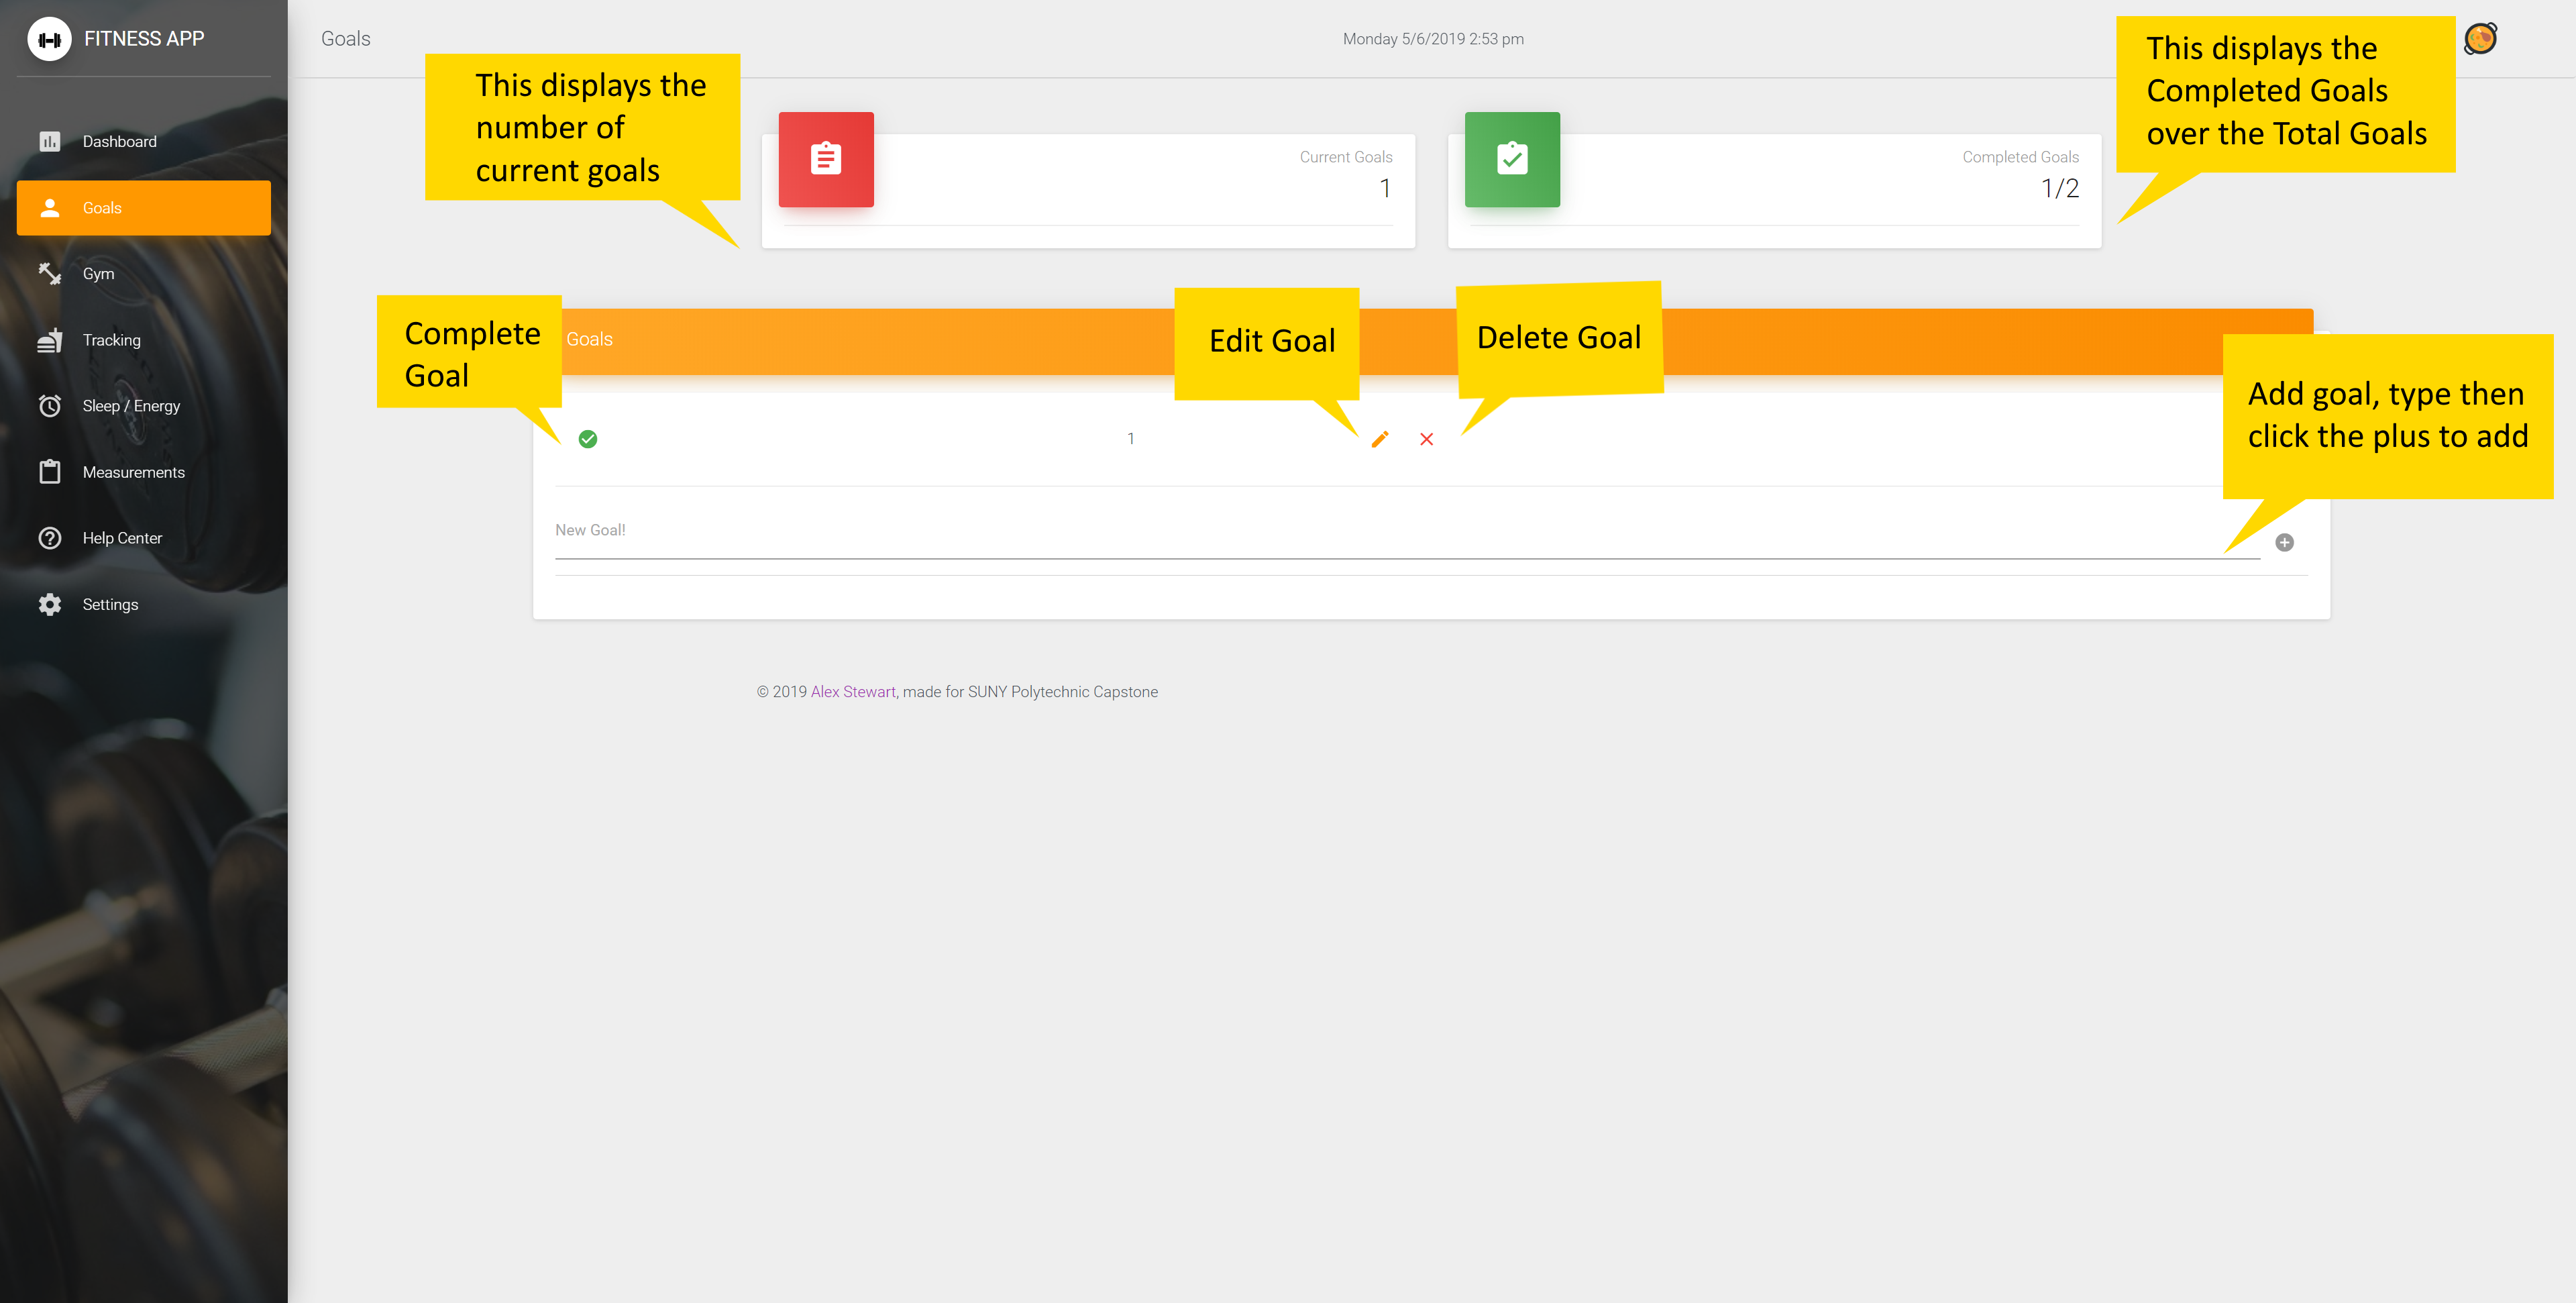 FITNESS APP
Dashboard
Goals
Gym
Tracking
Sleep / Energy
Measurements
Help Center
Settings
Goals
Monday 5/6/2019 2:53 pm
This displays the
number of
current goals
Current Goals
1
Completed Goals
1/2
This displays the
Completed Goals
over the Total Goals
Complete
Goal
Goals
Edit Goal
Delete Goal
Add goal, type then
click the plus to add
1
New Goal!
© 2019 Alex Stewart, made for SUNY Polytechnic Capstone